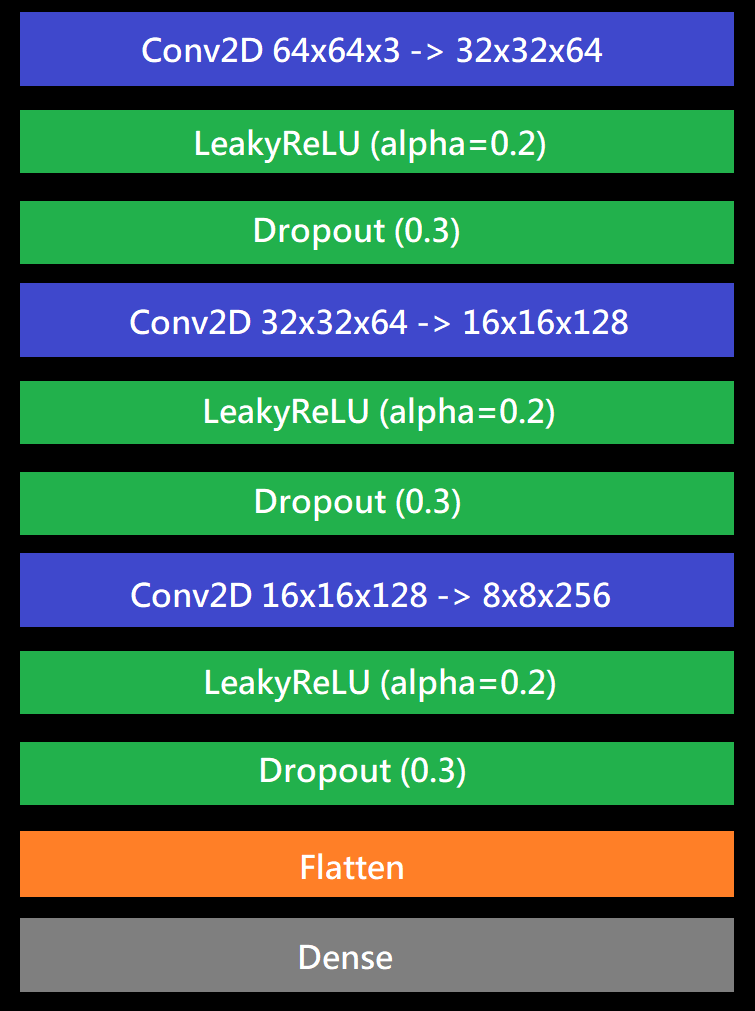 Conv2D 64x64x3 -> 32x32x64
LeakyReLU (alpha=0.2)
Dropout (0.3)
Conv2D 32x32x64 -> 16x16x128
LeakyReLU (alpha=0.2)
Dropout (0.3)
Conv2D 16x16x128 -> 8x8x256
LeakyReLU (alpha=0.2)
Dropout (0.3)
Flatten
Dense